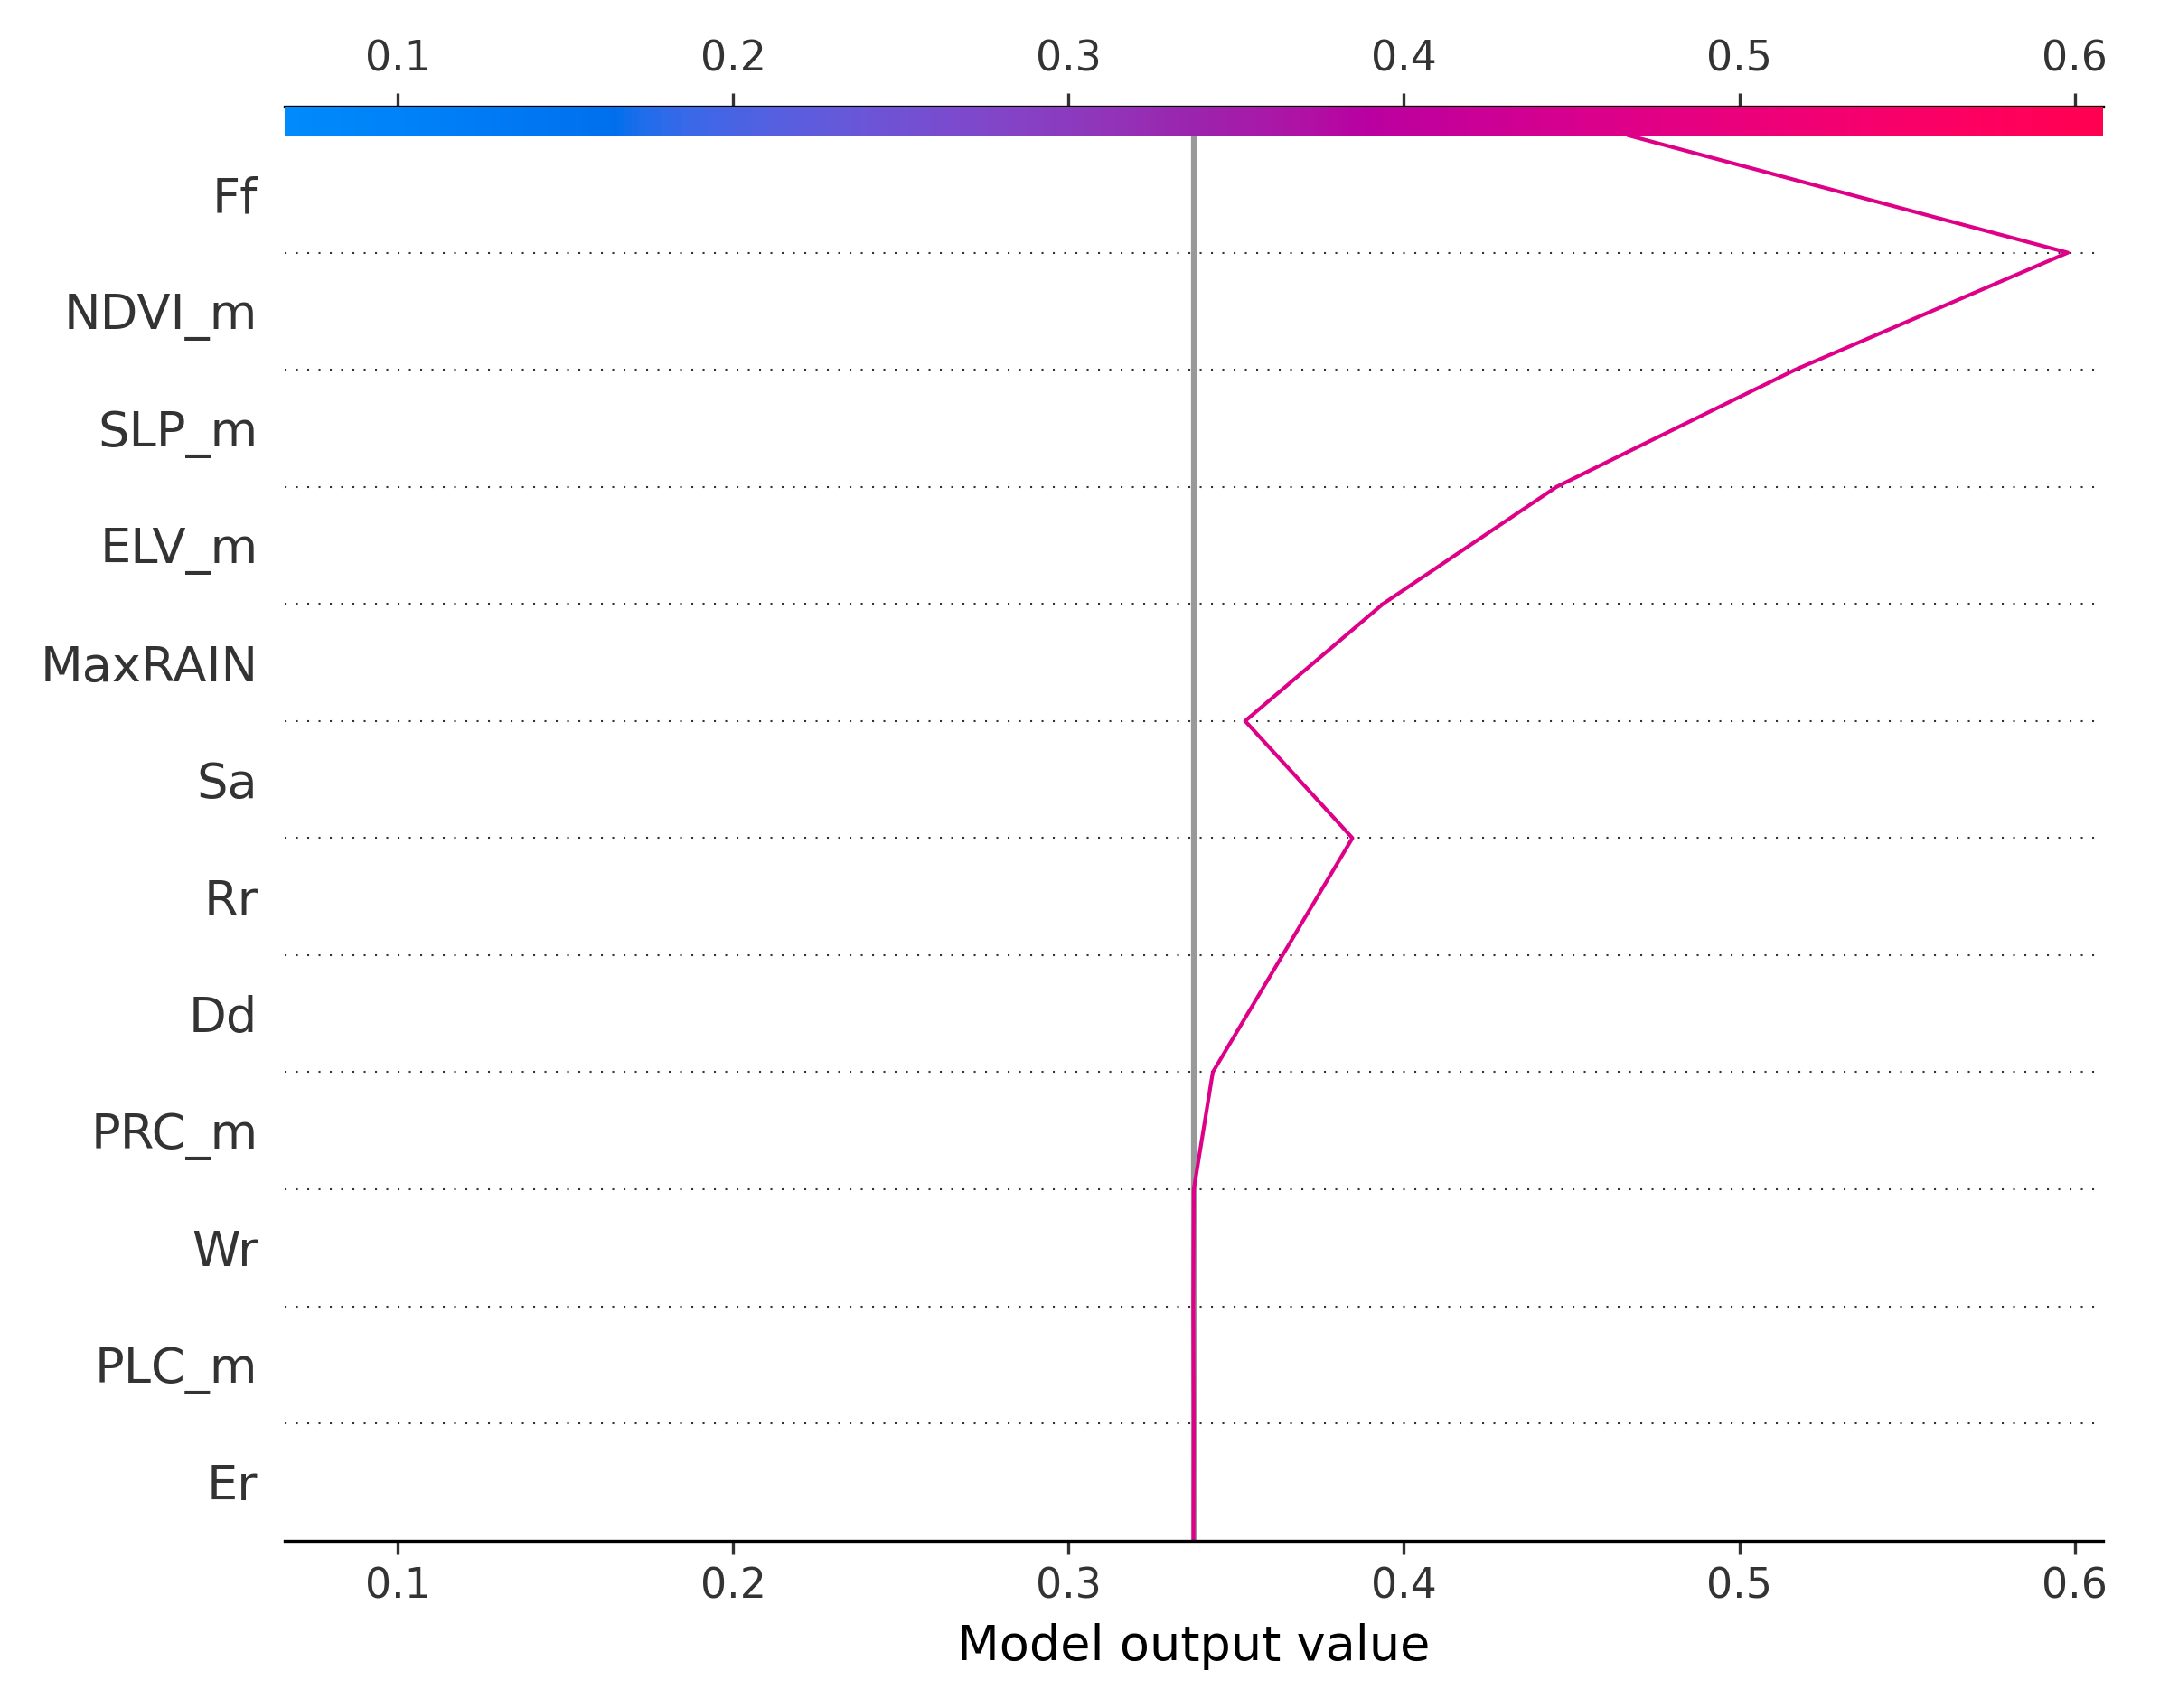 0.1 0.2 0.3 0.4 0.5 0.6
Ff
NDVI_m
SLP_m
ELV_m
MaxRAIN
Sa
Rr
Dd
PRC_m
Wr
PLC_m
Er
0.1 0.2 0.3 0.4 0.5 0.6
Model output value